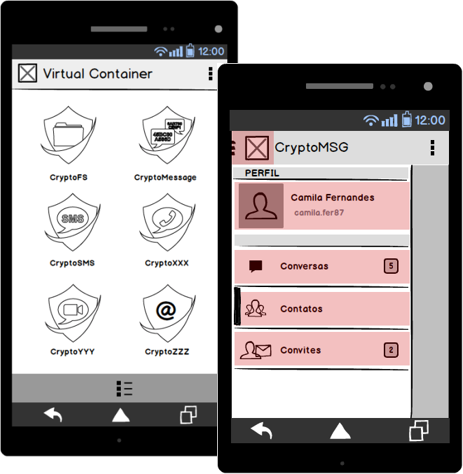 12:00
Virtual Container
CryptoFS
CryptoMessage
SMS
CryptoSMS
CryptoXXX
@
CryptoYYY
CryptoZZZ
12:00
CryptoMSG
PERFIL
Camila Fernandes
camila.fer87
Conversas 5
Contatos
Convites 2